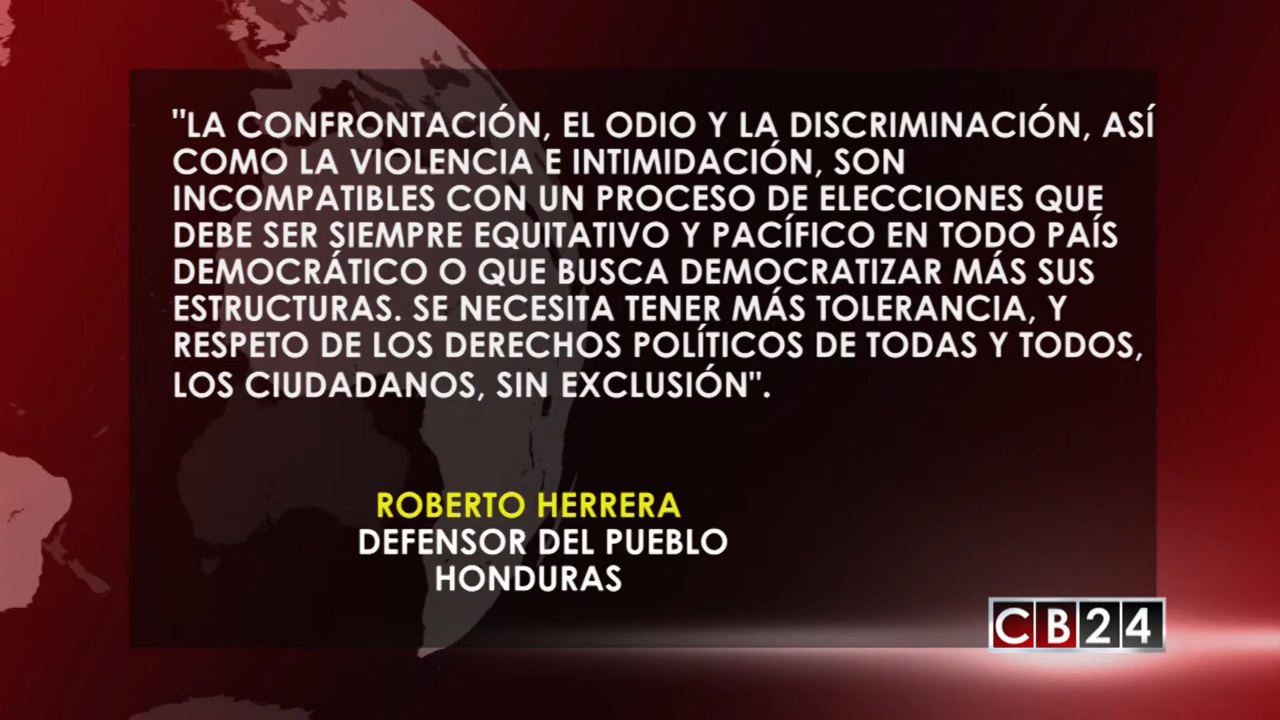 "LA CONFRONTACIÓN, EL ODIO Y LA DISCRIMINACIÓN, ASÍ
COMO LA VIOLENCIA E INTIMIDACIÓN, SON
INCOMPATIBLES CON UN PROCESO DE ELECCIONES QUE
DEBE SER SIEMPRE EQUITATIVO Y PACÍFICO EN TODO PAÍS
DEMOCRÁTICO O QUE BUSCA DEMOCRATIZAR MÁS SUS
ESTRUCTURAS. SE NECESITA TENER MÁS TOLERANCIA, Y
RESPETO DE LOS DERECHOS POLÍTICOS DE TODAS Y TODOS,
LOS CIUDADANOS, SIN EXCLUSIÓN".
ROBERTO HERRERA
DEFENSOR DEL PUEBLO
HONDURAS
CB24